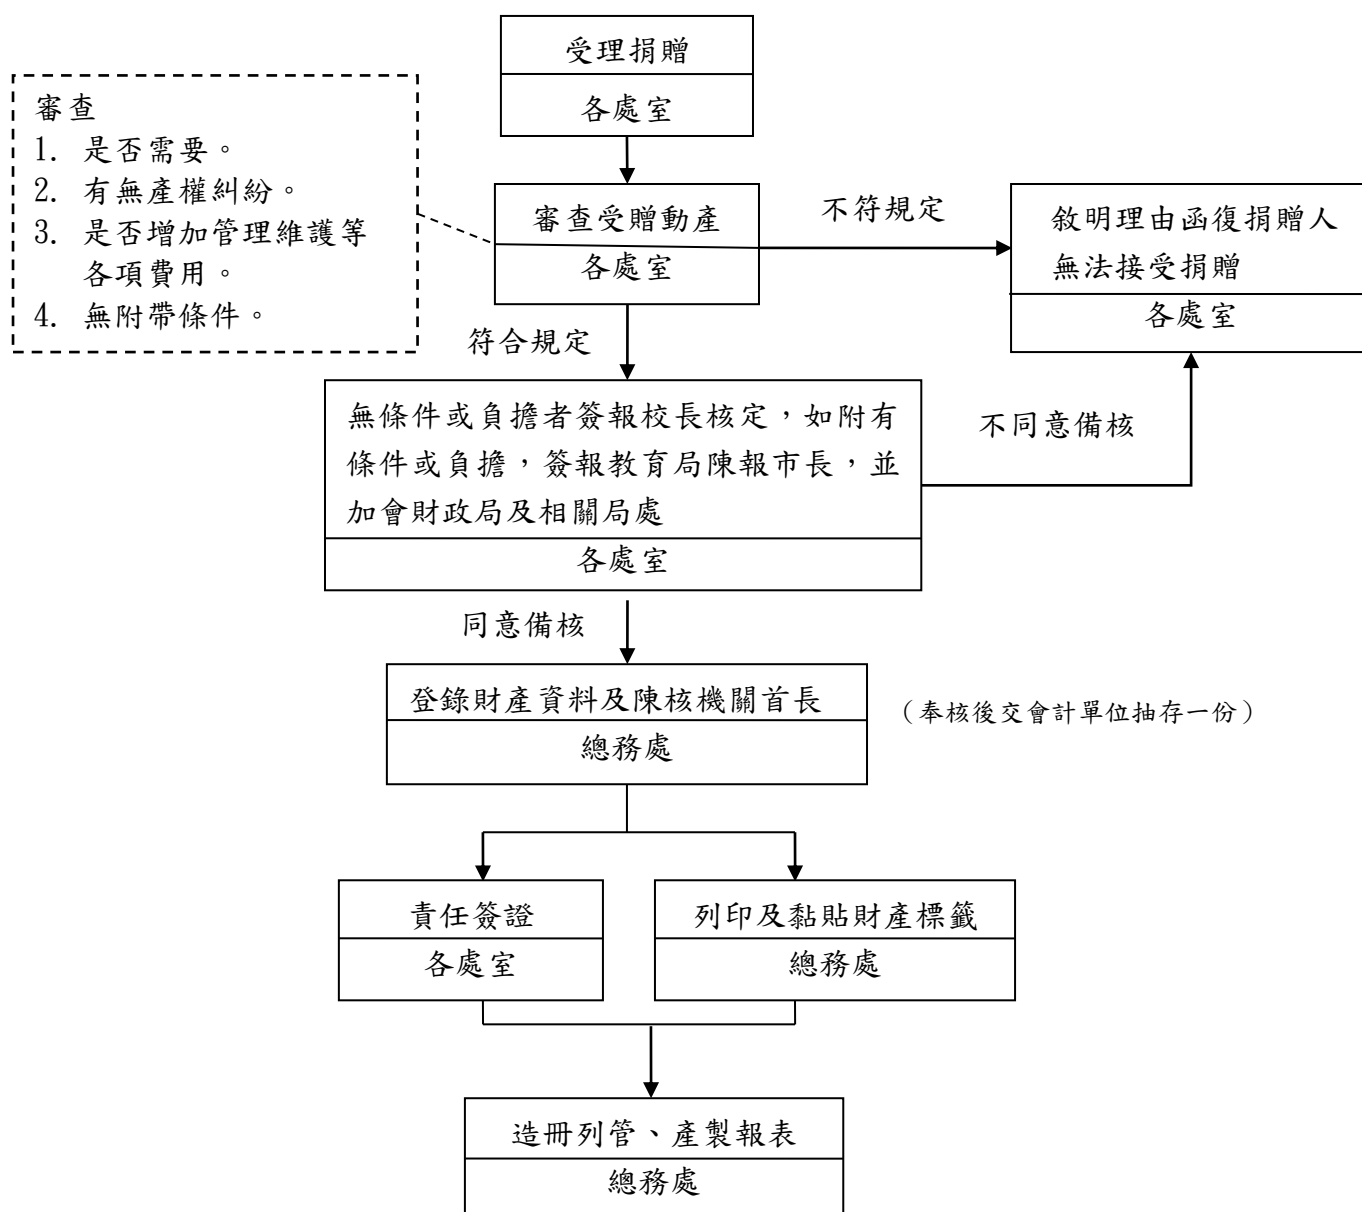 受理捐贈
各處室
審查
1. 是否需要。
2. 有無產權糾紛。
3. 是否增加管理維護等
各項費用。
4. 無附帶條件。
審查受贈動產
各處室
不符規定
敘明理由函復捐贈人
無法接受捐贈
各處室
符合規定
無條件或負擔者簽報校長核定，如附有
條件或負擔，簽報教育局陳報市長，並
加會財政局及相關局處
各處室
不同意備核
同意備核
登錄財產資料及陳核機關首長
總務處
（奉核後交會計單位抽存一份）
責任簽證
各處室
列印及黏貼財產標籤
總務處
造冊列管、產製報表
總務處